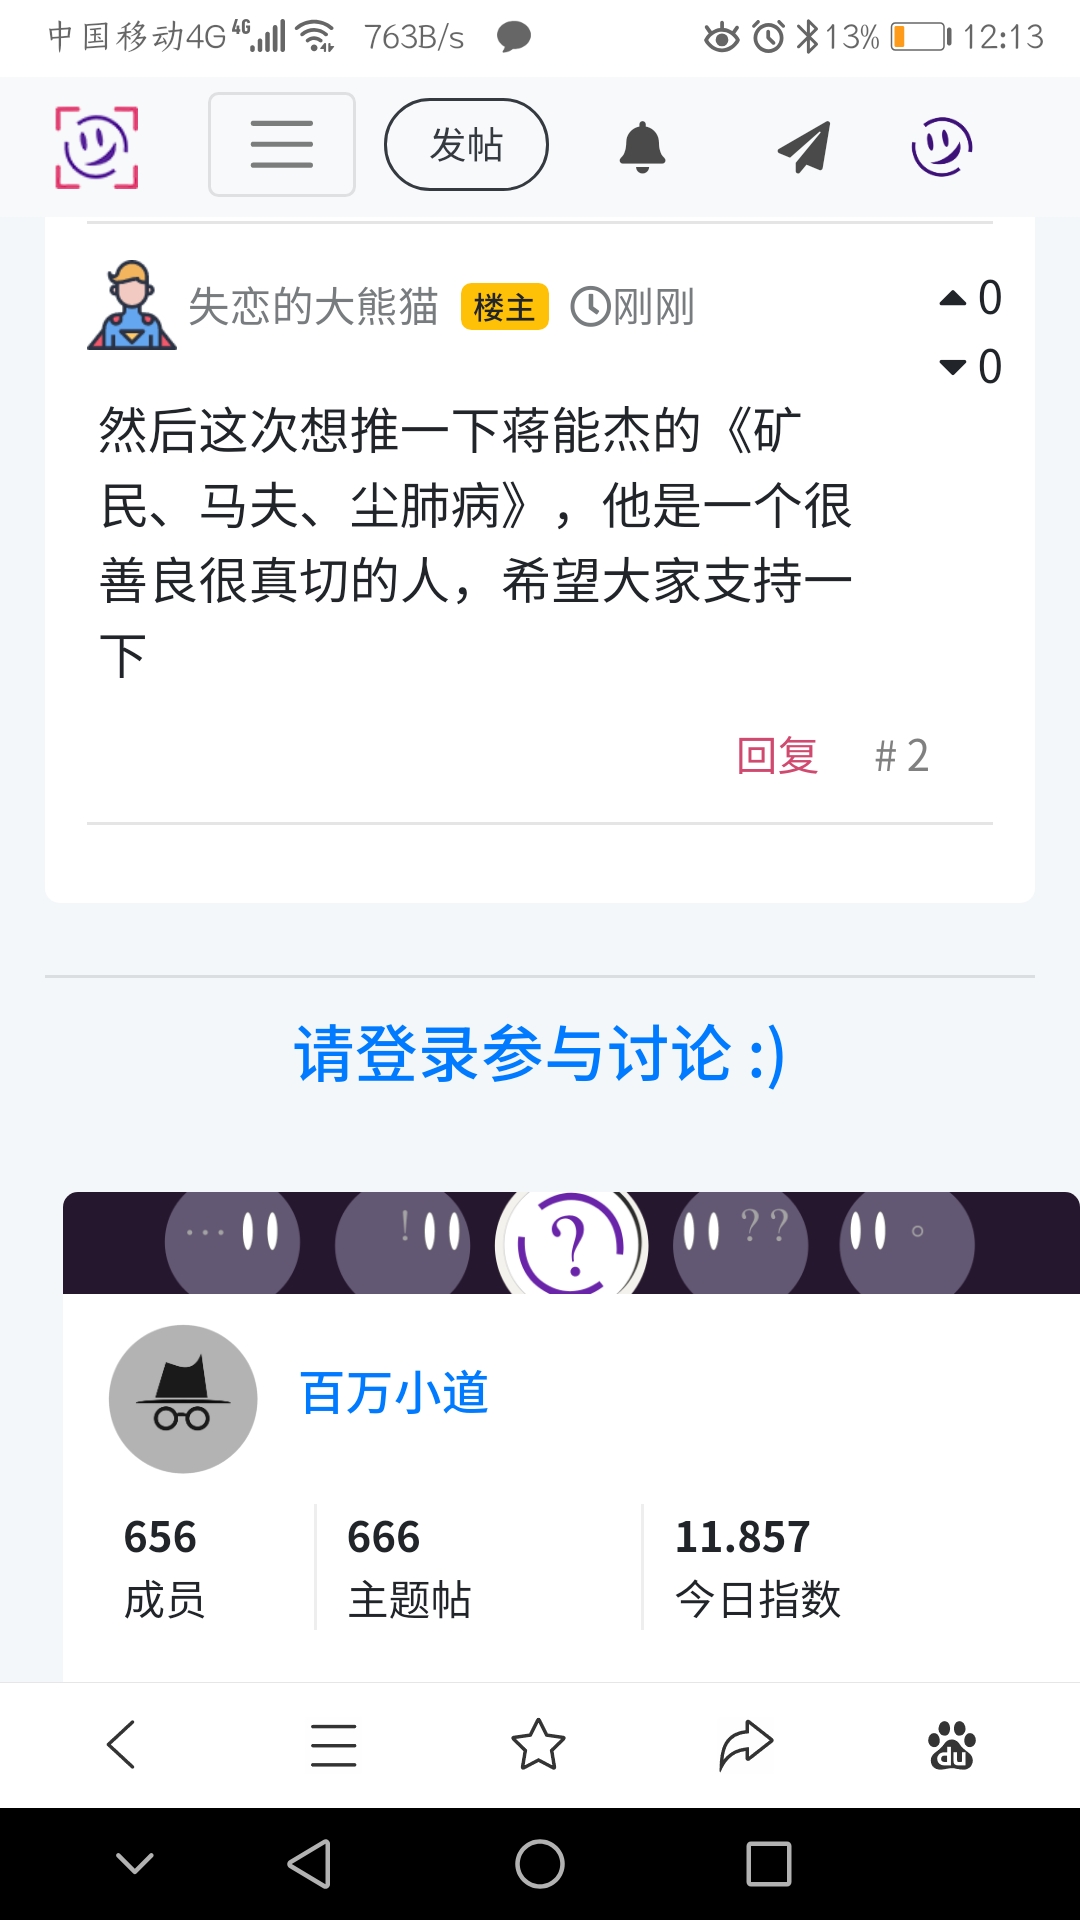 中国移动4G 4G 763B/s 13% 12:13
发帖
失恋的大熊猫 楼主 刚刚
0
0
然后这次想推一下蒋能杰的《矿
民、马夫、尘肺病》，他是一个很
善良很真切的人，希望大家支持一
下
回复 # 2
请登录参与讨论 :)
... ! ? ?? 。
百万小道
656 666 11.857
成员 主题帖 今日指数
du